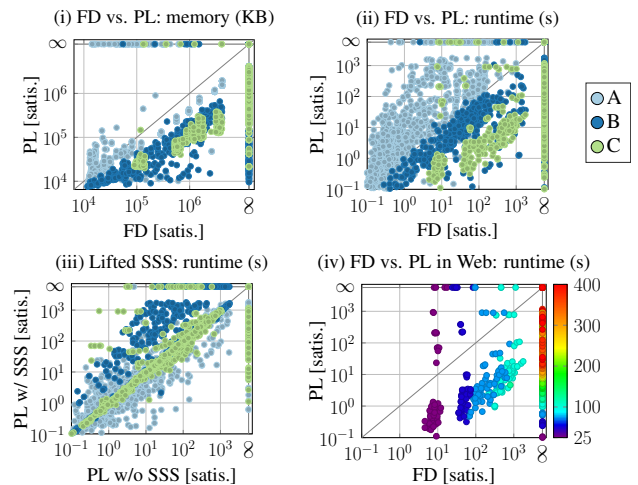 (i) FD vs. PL: memory (KB)
PL [satis.]
∞
10^6
10^5
10^4
10^4 10^5 10^6 ∞
FD [satis.]
(ii) FD vs. PL: runtime (s)
PL [satis.]
∞
10^3
10^2
10^1
10^0
10^-1
10^-1 10^0 10^1 10^2 10^3 ∞
FD [satis.]
A
B
C
(iii) Lifted SSS: runtime (s)
PL w/ SSS [satis.]
∞
10^3
10^2
10^1
10^0
10^-1
10^-1 10^0 10^1 10^2 10^3 ∞
PL w/o SSS [satis.]
(iv) FD vs. PL in Web: runtime (s)
PL [satis.]
∞
10^3
10^2
10^1
10^0
10^-1
10^-1 10^0 10^1 10^2 10^3 ∞
FD [satis.]
400
300
200
100
25